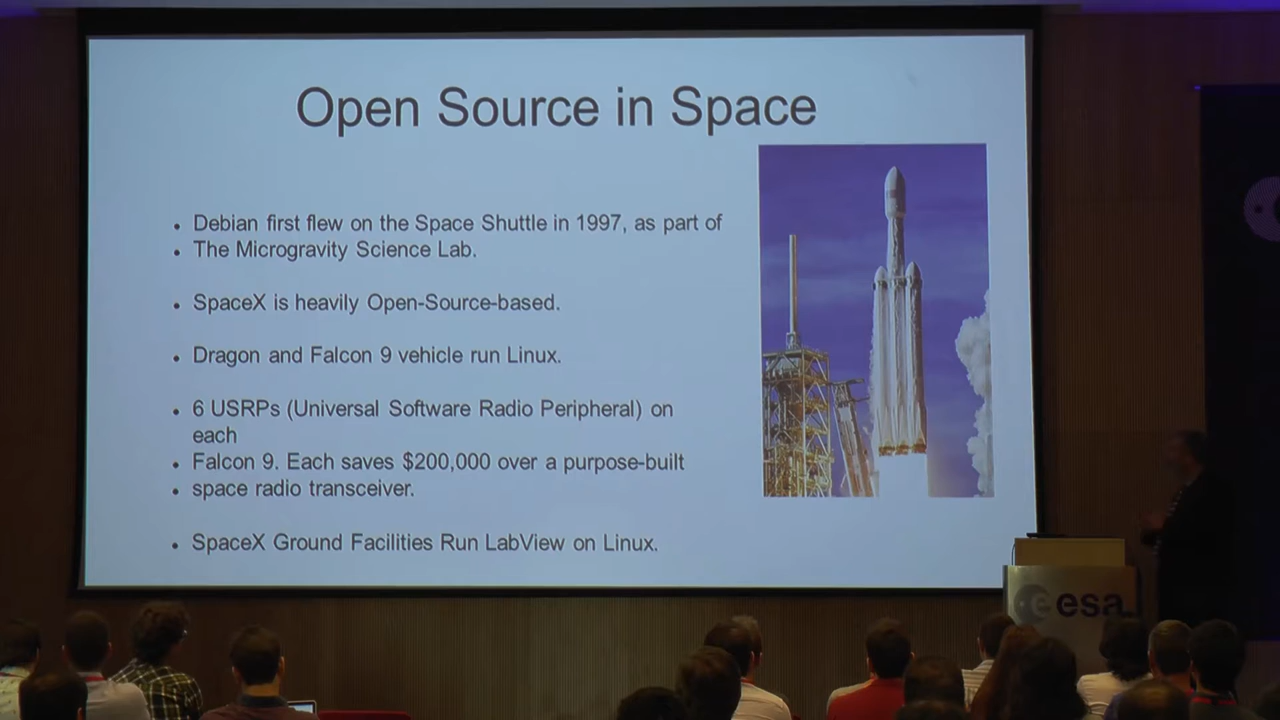 Open Source in Space
• Debian first flew on the Space Shuttle in 1997, as part of
• The Microgravity Science Lab.
• SpaceX is heavily Open-Source-based.
• Dragon and Falcon 9 vehicle run Linux.
• 6 USRPs (Universal Software Radio Peripheral) on
each
• Falcon 9. Each saves $200,000 over a purpose-built
• space radio transceiver.
• SpaceX Ground Facilities Run LabView on Linux.
esa